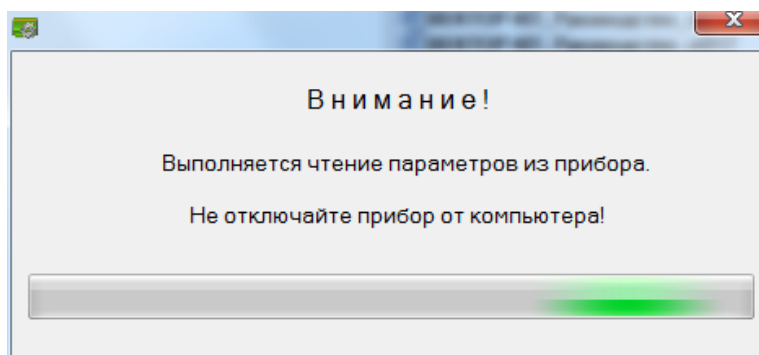 Внимание!
Выполняется чтение параметров из прибора.
Не отключайте прибор от компьютера!